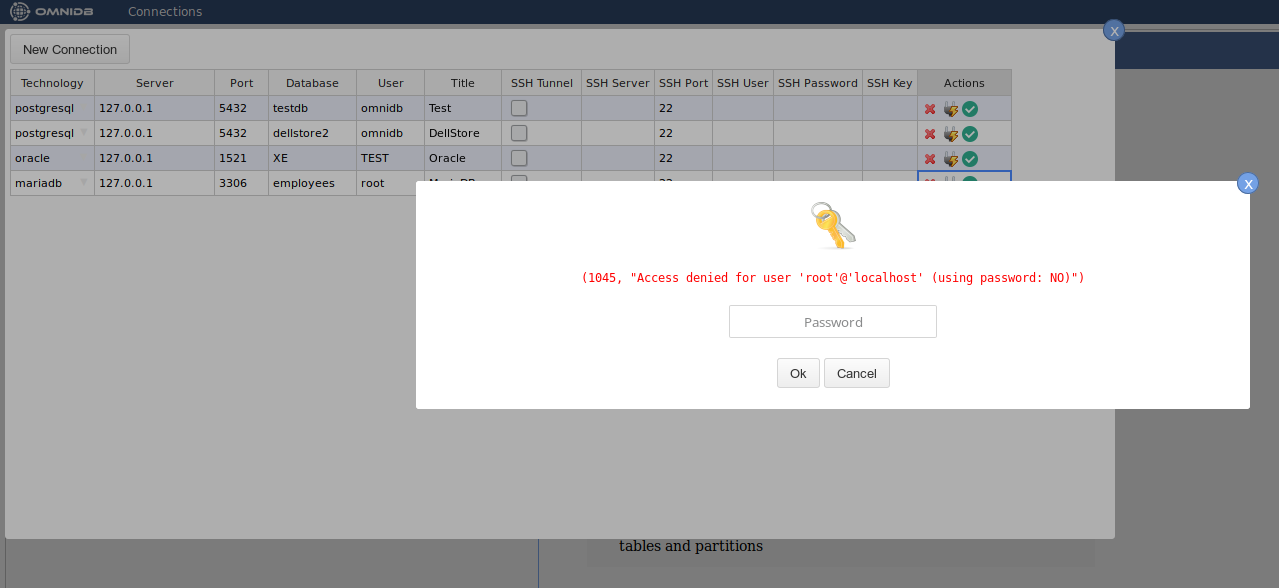 OMNIDB Connections
X
New Connection
Technology Server Port Database User Title SSH Tunnel SSH Server SSH Port SSH User SSH Password SSH Key Actions
postgresql 127.0.0.1 5432 testdb omnidb Test 22
postgresql 127.0.0.1 5432 dellstore2 omnidb DellStore 22
oracle 127.0.0.1 1521 XE TEST Oracle 22
mariadb 127.0.0.1 3306 employees root MariaDB 22
X
(1045, "Access denied for user 'root'@'localhost' (using password: NO)")
Password
Ok Cancel
tables and partitions